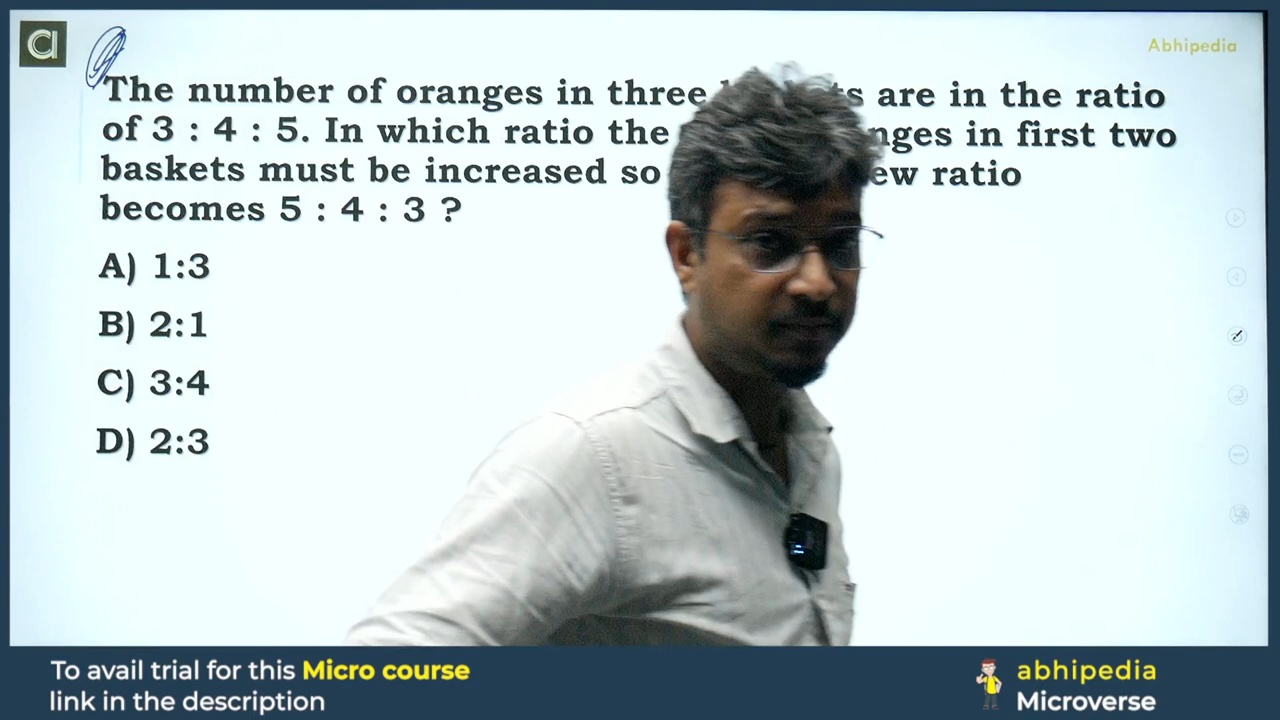 Abhipedia
The number of oranges in three are in the ratio
of 3 : 4 : 5. In which ratio the in first two
baskets must be increased so ratio
becomes 5 : 4 : 3 ?
A) 1:3
B) 2:1
C) 3:4
D) 2:3
To avail trial for this Micro course
link in the description
abhipedia
Microverse